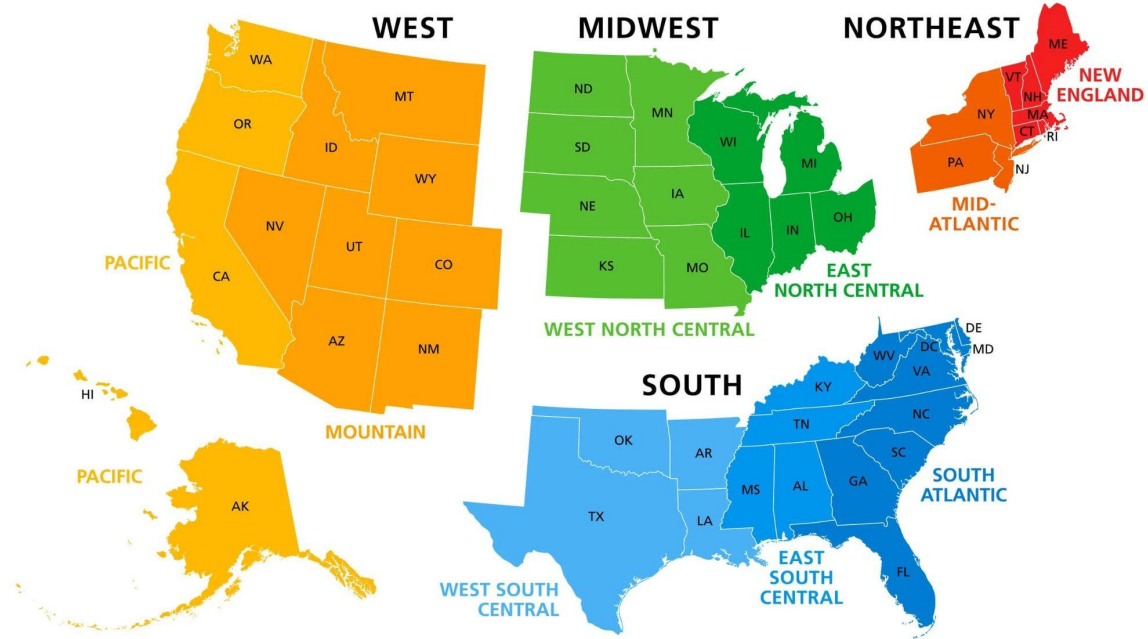 WEST
MIDWEST
NORTHEAST
WA
OR
MT
ID
WY
NV
UT
CO
CA
AZ
NM
PACIFIC
MOUNTAIN
HI
PACIFIC
AK
ND
MN
SD
WI
MI
NE
IA
IL
IN
OH
KS
MO
WEST NORTH CENTRAL
EAST
NORTH CENTRAL
ME
VT
NH
NEW
ENGLAND
NY
MA
CT
RI
PA
NJ
MID-
ATLANTIC
SOUTH
DE
WV
DC
MD
VA
KY
NC
TN
OK
AR
SC
MS
AL
GA
TX
LA
FL
SOUTH
ATLANTIC
EAST
SOUTH
CENTRAL
WEST SOUTH
CENTRAL